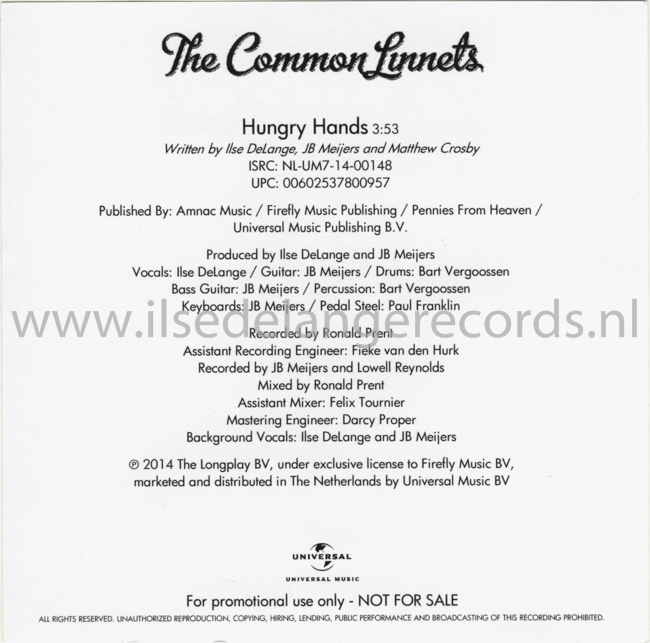 The Common Linnets
Hungry Hands 3:53
Written by Ilse DeLange, JB Meijers and Matthew Crosby
ISRC: NL-UM7-14-00148
UPC: 00602537800957
Published By: Amnac Music / Firefly Music Publishing / Pennies From Heaven /
Universal Music Publishing B.V.
Produced by Ilse DeLange and JB Meijers
Vocals: Ilse DeLange / Guitar: JB Meijers / Drums: Bart Vergoossen
Bass Guitar: JB Meijers / Percussion: Bart Vergoossen
Keyboards: JB Meijers / Pedal Steel: Paul Franklin
www.ilsedelangerecords.nl
Recorded by Ronald Prent
Assistant Recording Engineer: Fieke van den Hurk
Recorded by JB Meijers and Lowell Reynolds
Mixed by Ronald Prent
Assistant Mixer: Felix Tournier
Mastering Engineer: Darcy Proper
Background Vocals: Ilse DeLange and JB Meijers
℗ 2014 The Longplay BV, under exclusive license to Firefly Music BV,
marketed and distributed in The Netherlands by Universal Music BV
UNIVERSAL
UNIVERSAL MUSIC
For promotional use only - NOT FOR SALE
ALL RIGHTS RESERVED. UNAUTHORIZED REPRODUCTION, COPYING, HIRING, LENDING, PUBLIC PERFORMANCE AND BROADCASTING OF THIS RECORDING PROHIBITED.